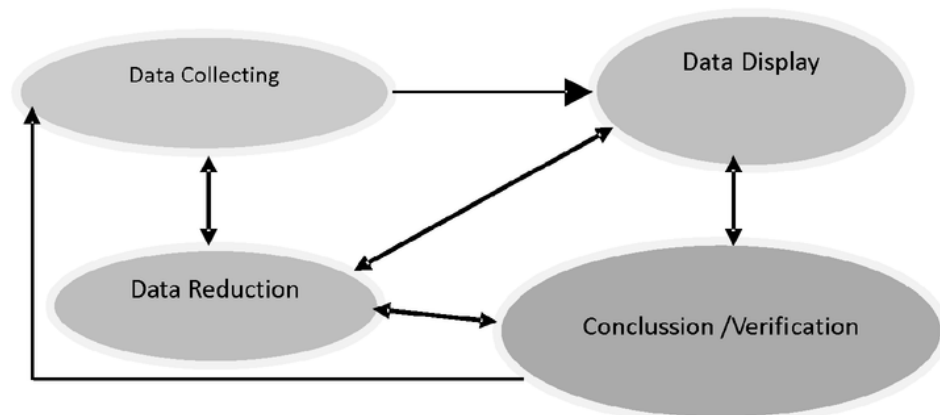 Data Collecting
Data Display
Data Reduction
Conclussion /Verification